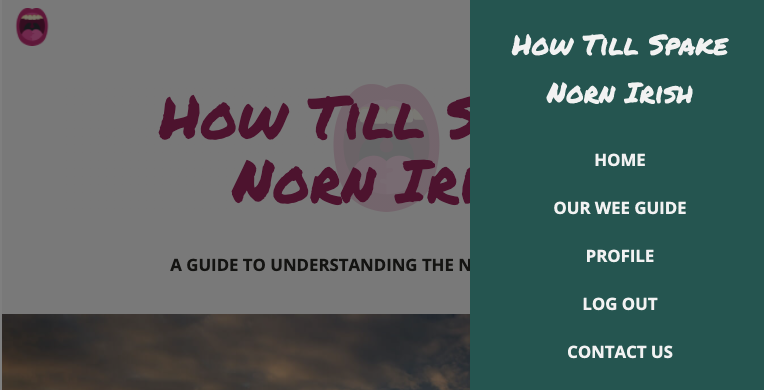 How Till S
Norn Iri
A GUIDE TO UNDERSTANDING THE N
How Till Spake
Norn Irish
HOME
OUR WEE GUIDE
PROFILE
LOG OUT
CONTACT US